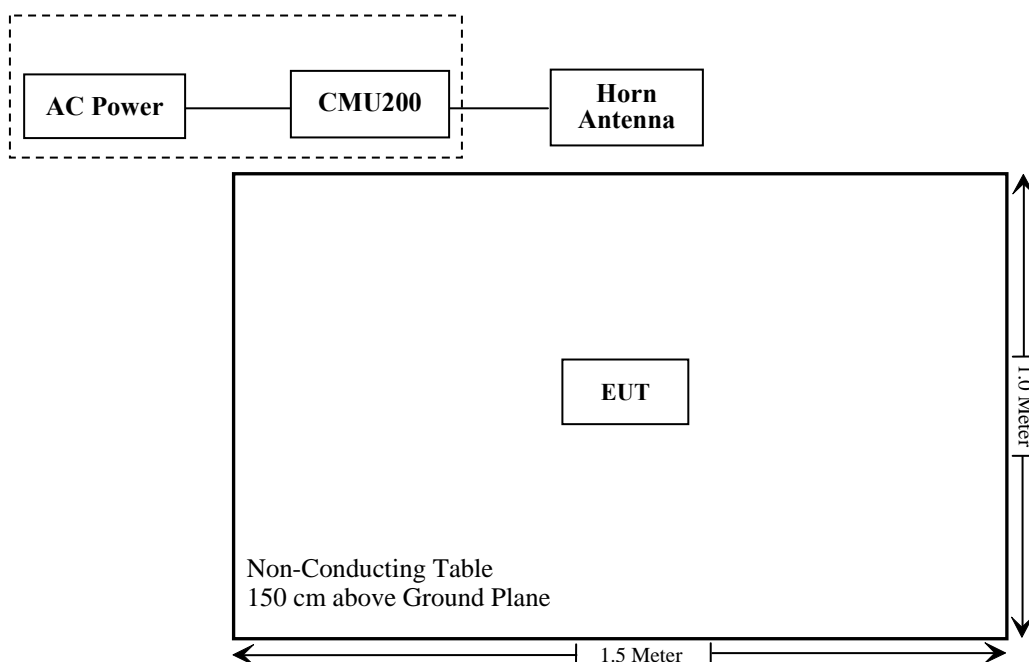 AC Power
CMU200
Horn
Antenna
EUT
1.0 Meter
Non-Conducting Table
150 cm above Ground Plane
1.5 Meter